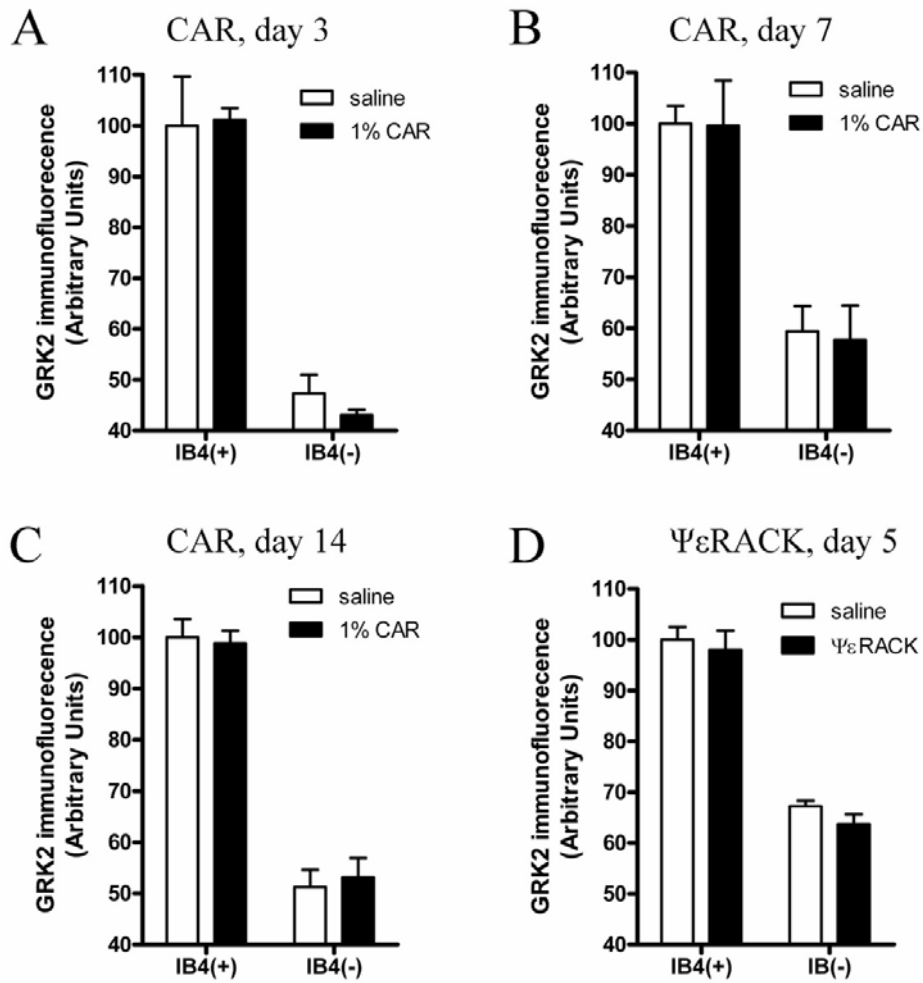 A CAR, day 3
110
100
90
80
70
60
50
40
GRK2 immunofluorecence
(Arbitrary Units)
saline
1% CAR
IB4(+) IB4(-)
B CAR, day 7
110
100
90
80
70
60
50
40
GRK2 immunofluorecence
(Arbitrary Units)
saline
1% CAR
IB4(+) IB4(-)
C CAR, day 14
110
100
90
80
70
60
50
40
GRK2 immunofluorecence
(Arbitrary Units)
saline
1% CAR
IB4(+) IB4(-)
D ΨεRACK, day 5
110
100
90
80
70
60
50
40
GRK2 immunofluorecence
(Arbitrary Units)
saline
ΨεRACK
IB4(+) IB(-)